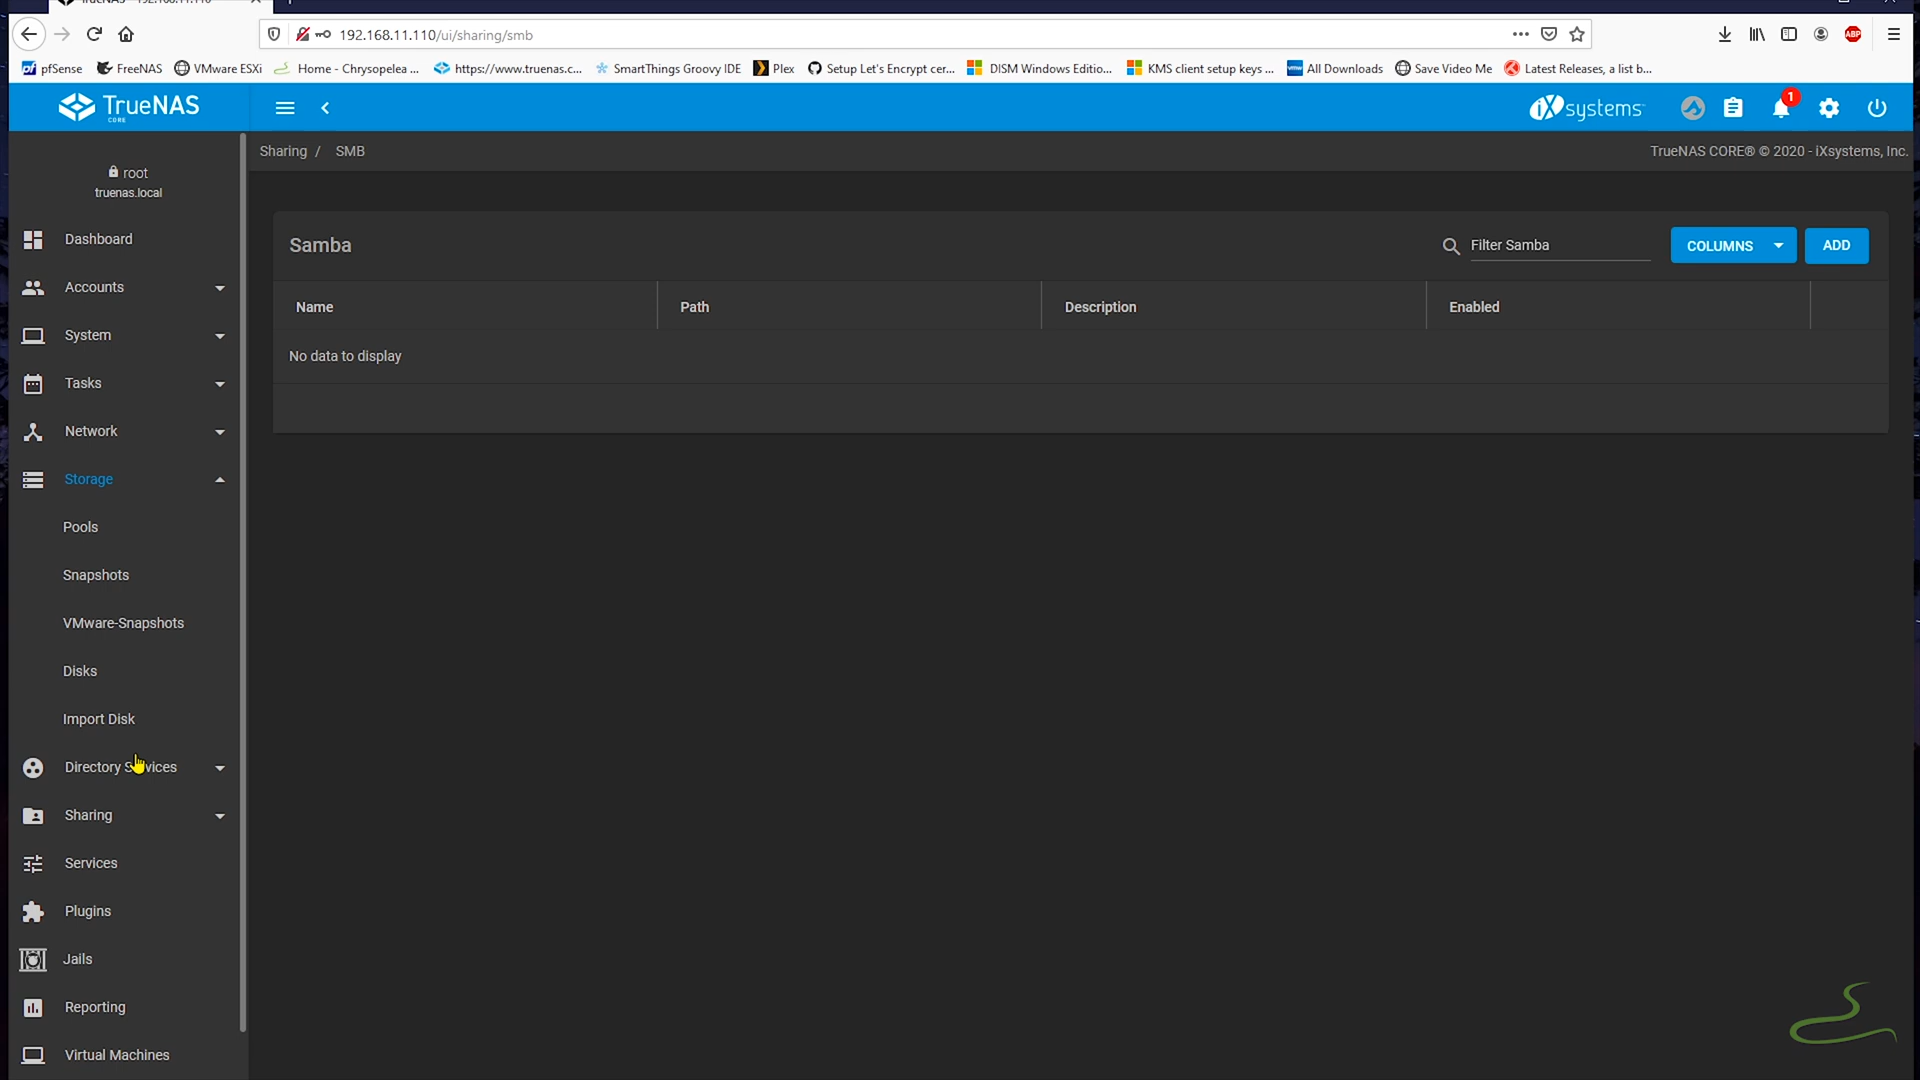 192.168.11.110/ui/sharing/smb
pfSense FreeNAS VMware ESXi Home - Chrysopelea ... https://www.truenas.c... SmartThings Groovy IDE Plex Setup Let's Encrypt cer... DISM Windows Editio... KMS client setup keys ... All Downloads Save Video Me Latest Releases, a list b...
TrueNAS
CORE
iXsystems
1
ABP
root
truenas.local
Sharing / SMB
TrueNAS CORE® © 2020 - iXsystems, Inc.
Dashboard
Accounts
System
Tasks
Network
Storage
Pools
Snapshots
VMware-Snapshots
Disks
Import Disk
Directory Services
Sharing
Services
Plugins
Jails
Reporting
Virtual Machines
Samba
Filter Samba
COLUMNS
ADD
Name Path Description Enabled
No data to display